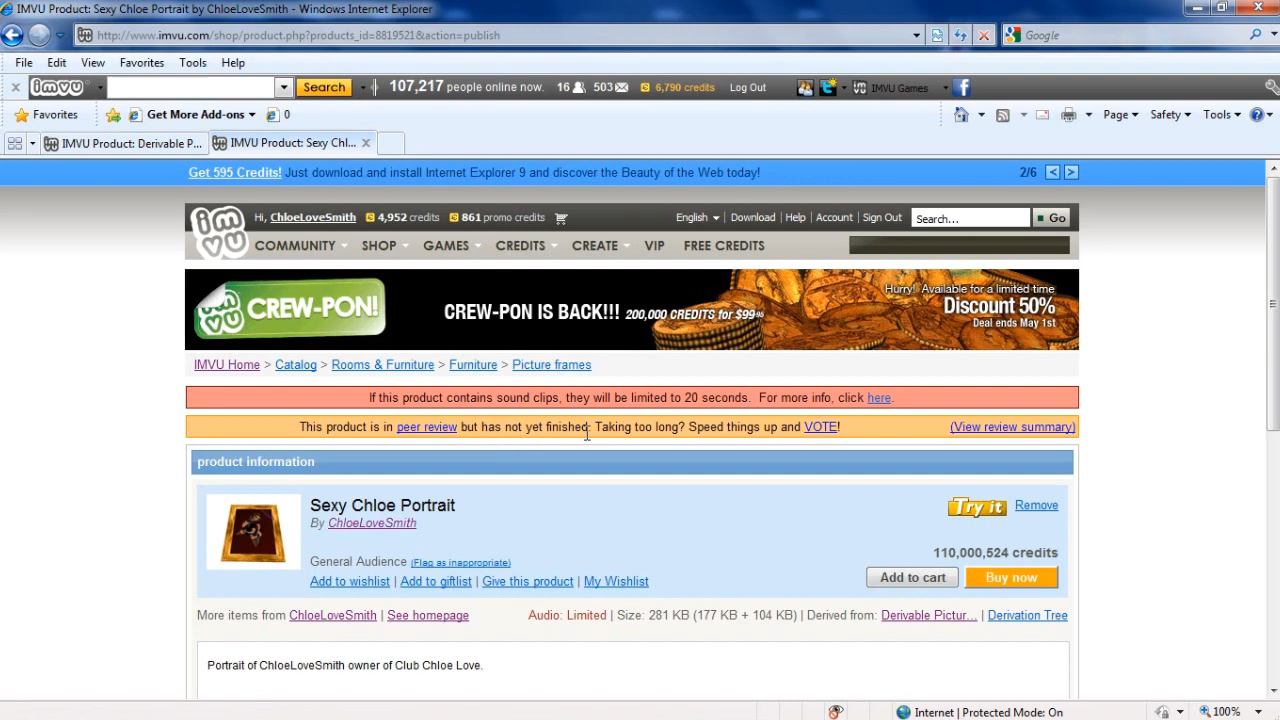 IMVU Product: Sexy Chloe Portrait by ChloeLoveSmith - Windows Internet Explorer
http://www.imvu.com/shop/product.php?products_id=8819521&action=publish
Google
File Edit View Favorites Tools Help
imvu Search 107,217 people online now. 16 503 6,790 credits Log Out IMVU Games
Favorites Get More Add-ons 0 Page Safety Tools
IMVU Product: Derivable P... IMVU Product: Sexy Chl...
Get 595 Credits! Just download and install Internet Explorer 9 and discover the Beauty of the Web today! 2/6 < >
imvu
Hi, ChloeLoveSmith 4,952 credits 861 promo credits English Download Help Account Sign Out Search... Go
COMMUNITY SHOP GAMES CREDITS CREATE VIP FREE CREDITS
imvu CREW-PON! CREW-PON IS BACK!!! 200,000 CREDITS for $99.95
Hurry! Available for a limited time
Discount 50%
Deal ends May 1st
IMVU Home > Catalog > Rooms & Furniture > Furniture > Picture frames
If this product contains sound clips, they will be limited to 20 seconds. For more info, click here.
This product is in peer review but has not yet finished. Taking too long? Speed things up and VOTE! (View review summary)
product information
Sexy Chloe Portrait
By ChloeLoveSmith
Try it Remove
110,000,524 credits
General Audience (Flag as inappropriate)
Add to wishlist | Add to giftlist | Give this product | My Wishlist
Add to cart Buy now
More items from ChloeLoveSmith | See homepage Audio: Limited | Size: 281 KB (177 KB + 104 KB) | Derived from: Derivable Pictur... | Derivation Tree
Portrait of ChloeLoveSmith owner of Club Chloe Love.
Internet | Protected Mode: On 100%